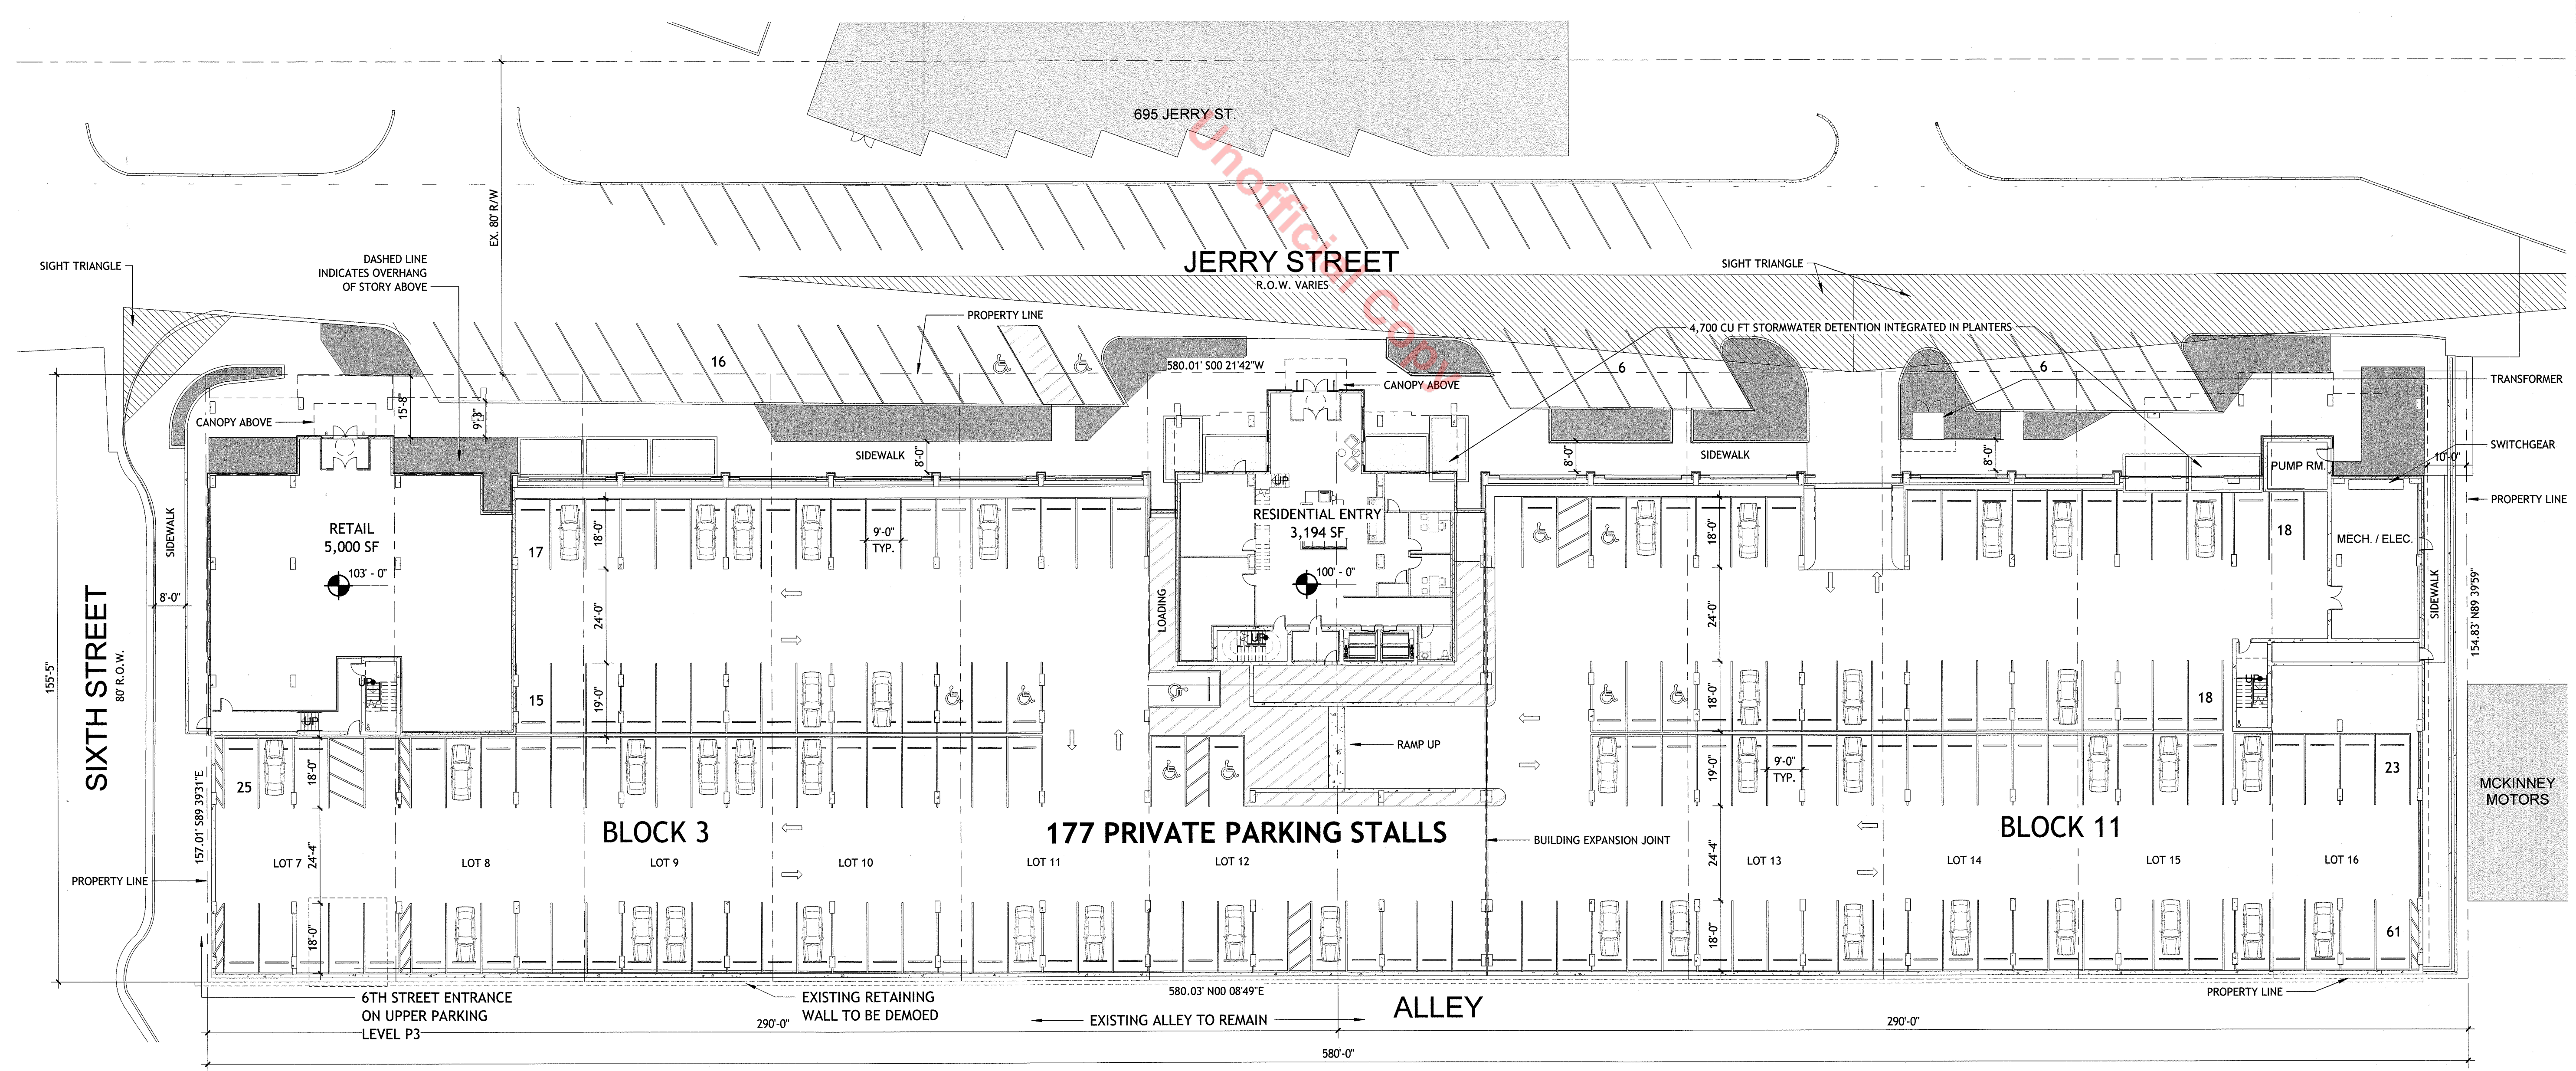 695 JERRY ST.
Unofficial Copy
EX. 80' R/W
JERRY STREET
R.O.W. VARIES
SIGHT TRIANGLE
DASHED LINE
INDICATES OVERHANG
OF STORY ABOVE
SIGHT TRIANGLE
PROPERTY LINE
4,700 CU FT STORMWATER DETENTION INTEGRATED IN PLANTERS
16
580.01' S00 21'42"W
6
6
CANOPY ABOVE
TRANSFORMER
15'-8"
9'-3"
CANOPY ABOVE
SIDEWALK
8'-0"
8'-0"
SIDEWALK
8'-0"
SWITCHGEAR
10'-0"
PUMP RM.
PROPERTY LINE
UP
RETAIL
5,000 SF
103' - 0"
SIDEWALK
8'-0"
17
18'-0"
9'-0"
TYP.
RESIDENTIAL ENTRY
3,194 SF
100' - 0"
18'-0"
18
MECH. / ELEC.
SIXTH STREET
80' R.O.W.
155'-5"
24'-0"
LOADING
24'-0"
SIDEWALK
154.83' N89 39'59"
UP
UP
UP
UP
15
19'-0"
18'-0"
18
RAMP UP
157.01' S89 39'31"E
25
18'-0"
19'-0"
9'-0"
TYP.
23
MCKINNEY
MOTORS
BLOCK 3
177 PRIVATE PARKING STALLS
BLOCK 11
BUILDING EXPANSION JOINT
24'-4"
24'-4"
LOT 7
LOT 8
LOT 9
LOT 10
LOT 11
LOT 12
LOT 13
LOT 14
LOT 15
LOT 16
PROPERTY LINE
18'-0"
18'-0"
61
6TH STREET ENTRANCE
ON UPPER PARKING
LEVEL P3
EXISTING RETAINING
WALL TO BE DEMOED
580.03' N00 08'49"E
PROPERTY LINE
ALLEY
290'-0"
EXISTING ALLEY TO REMAIN
290'-0"
580'-0"